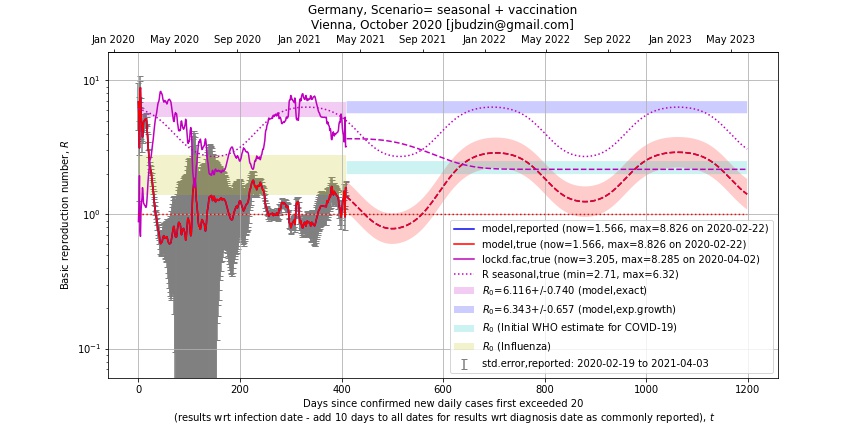 Germany, Scenario= seasonal + vaccination
Vienna, October 2020 [jbudzin@gmail.com]
Jan 2020 May 2020 Sep 2020 Jan 2021 May 2021 Sep 2021 Jan 2022 May 2022 Sep 2022 Jan 2023 May 2023
Basic reproduction number, R
10¹
10⁰
10⁻¹
model,reported (now=1.566, max=8.826 on 2020-02-22)
model,true (now=1.566, max=8.826 on 2020-02-22)
lockd.fac,true (now=3.205, max=8.285 on 2020-04-02)
R seasonal,true (min=2.71, max=6.32)
R₀=6.116+/-0.740 (model,exact)
R₀=6.343+/-0.657 (model,exp.growth)
R₀ (Initial WHO estimate for COVID-19)
R₀ (Influenza)
std.error,reported: 2020-02-19 to 2021-04-03
0 200 400 600 800 1000 1200
Days since confirmed new daily cases first exceeded 20
(results wrt infection date - add 10 days to all dates for results wrt diagnosis date as commonly reported), t